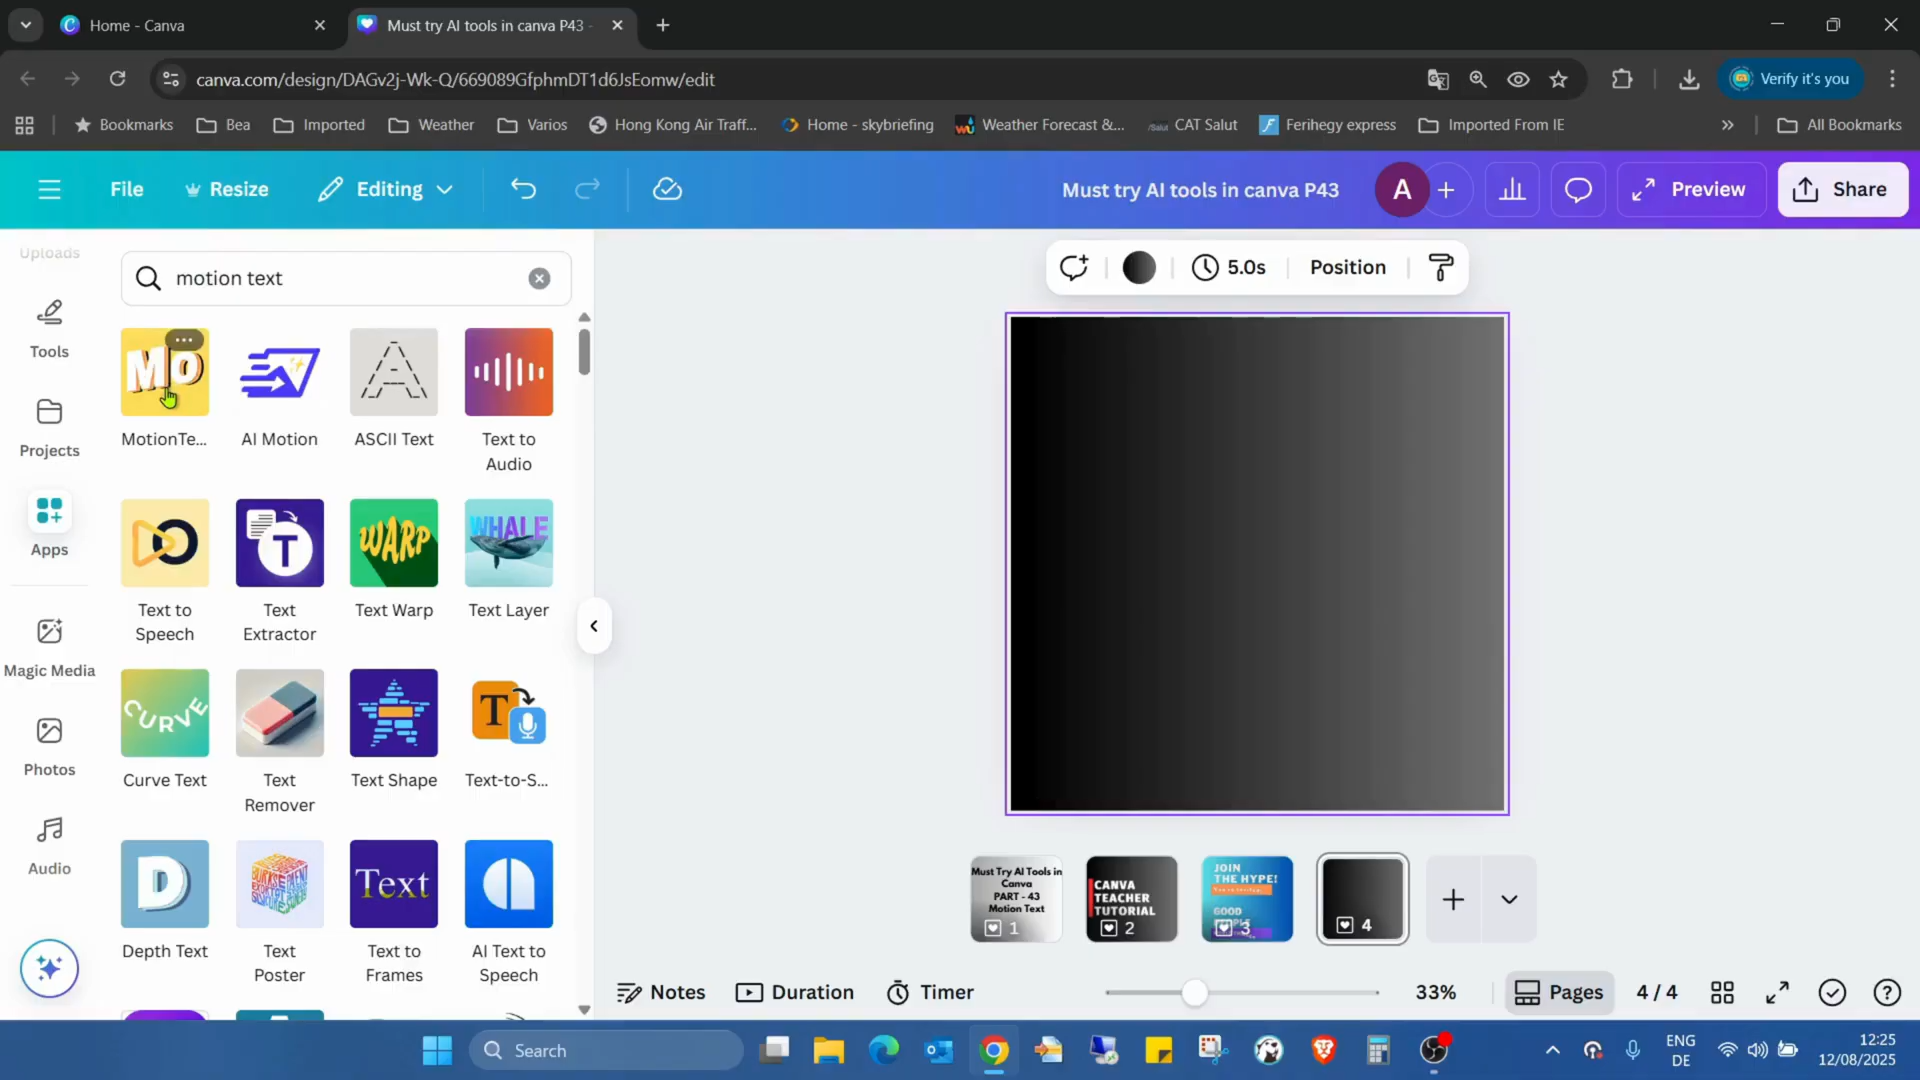 Home - Canva
Must try AI tools in canva P43 -
canva.com/design/DAGv2j-Wk-Q/669089GfphmDT1d6JsEomw/edit
Verify it's you
Bookmarks
Bea
Imported
Weather
Varios
Hong Kong Air Traff...
Home - skybriefing
Weather Forecast &...
CAT Salut
Ferihegy express
Imported From IE
All Bookmarks
File
Resize
Editing
Must try AI tools in canva P43
A
Preview
Share
Uploads
Tools
Projects
Apps
Magic Media
Photos
Audio
motion text
Mo
MotionTe...
AI Motion
ASCII Text
Text to
Audio
Text to
Speech
T
Text
Extractor
WARP
Text Warp
WHALE
Text Layer
CURVE
Curve Text
Text
Remover
Text Shape
T
Text-to-S...
D
Depth Text
Text
Poster
Text
Text to
Frames
AI Text to
Speech
5.0s
Position
Must Try AI Tools in
Canva
PART - 43
Motion Text
1
CANVA
TEACHER
TUTORIAL
2
JOIN
THE HYPE!
GOOD
PEOPLE
3
4
Notes
Duration
Timer
33%
Pages
4 / 4
Search
ENG
DE
12:25
12/08/2025